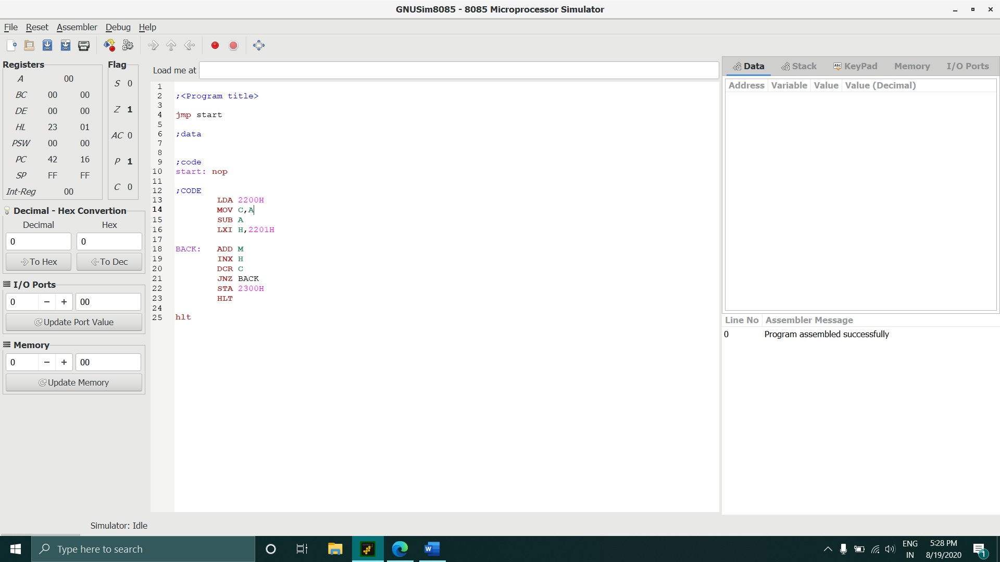 GNUSim8085 - 8085 Microprocessor Simulator
File Reset Assembler Debug Help
Registers
A 00
BC 00 00
DE 00 00
HL 23 01
PSW 00 00
PC 42 16
SP FF FF
Int-Reg 00
Flag
S 0
Z 1
AC 0
P 1
C 0
Decimal - Hex Convertion
Decimal Hex
0 0
To Hex To Dec
I/O Ports
0 − + 00
Update Port Value
Memory
0 − + 00
Update Memory
Load me at
1
2 ;<Program title>
3
4 jmp start
5
6 ;data
7
8
9 ;code
10 start: nop
11
12 ;CODE
13 LDA 2200H
14 MOV C,A
15 SUB A
16 LXI H,2201H
17
18 BACK: ADD M
19 INX H
20 DCR C
21 JNZ BACK
22 STA 2300H
23 HLT
24
25 hlt
Data Stack Abc KeyPad Memory I/O Ports
Address Variable Value Value (Decimal)
Line No Assembler Message
0 Program assembled successfully
Simulator: Idle
Type here to search
W
ENG
IN
5:28 PM
8/19/2020
1